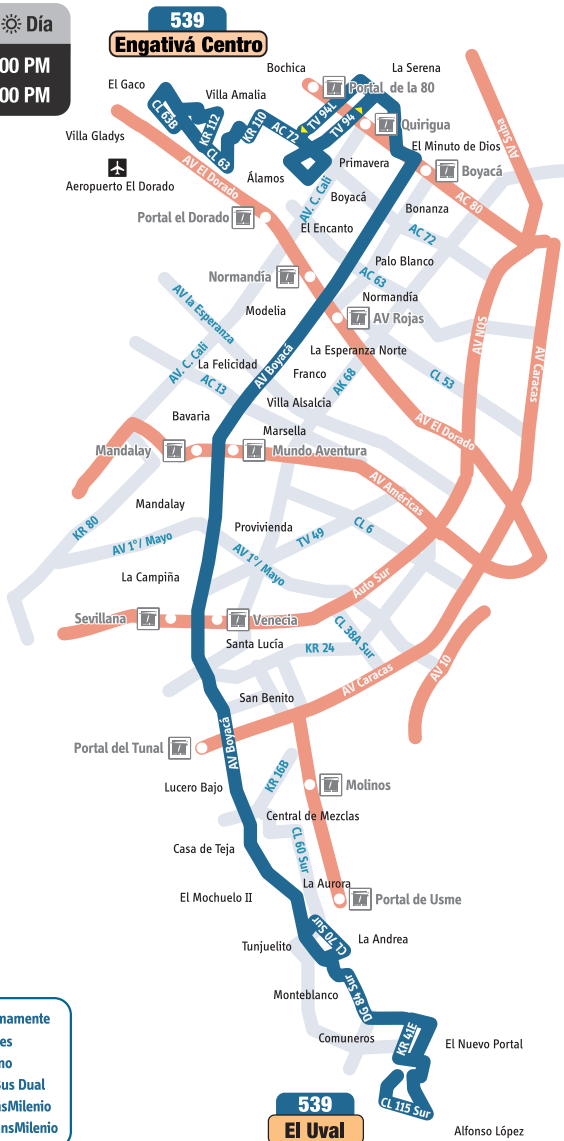 539
Engativá Centro
Día
00 PM
00 PM
Bochica
La Serena
El Gaco
Portal de la 80
Villa Amalia
CL 63B
KR 112
CL 63
KR 110
AC 72
TV 94L
TV 94
Quirigua
AV Suba
Villa Gladys
El Minuto de Dios
Primavera
Boyacá
AV El Dorado
Aeropuerto El Dorado
Álamos
AV. C. Cali
Boyacá
AC 80
Bonanza
Portal el Dorado
El Encanto
AC 72
Palo Blanco
Normandía
AC 63
Normandía
AV la Esperanza
Modelia
AV Rojas
AV NQS
AV Caracas
La Esperanza Norte
AV. C. Cali
La Felicidad
AV Boyacá
Franco
AK 68
CL 53
AC 13
Villa Alsalcia
Bavaria
Marsella
AV El Dorado
Mandalay
Mundo Aventura
AV Américas
Mandalay
KR 80
Provivienda
TV 49
CL 6
AV 1°/ Mayo
AV 1°/ Mayo
La Campiña
Auto Sur
Sevillana
Venecia
CL 38A Sur
Santa Lucía
KR 24
AV 10
AV Caracas
San Benito
AV Boyacá
Portal del Tunal
KR 16B
Lucero Bajo
Molinos
Central de Mezclas
CL 60 Sur
Casa de Teja
La Aurora
El Mochuelo II
Portal de Usme
CL 70 Sur
La Andrea
Tunjuelito
DG 84 Sur
Monteblanco
KR 41E
Comuneros
El Nuevo Portal
namente
es
no
Bus Dual
nsMilenio
nsMilenio
CL 115 Sur
539
El Uval
Alfonso López